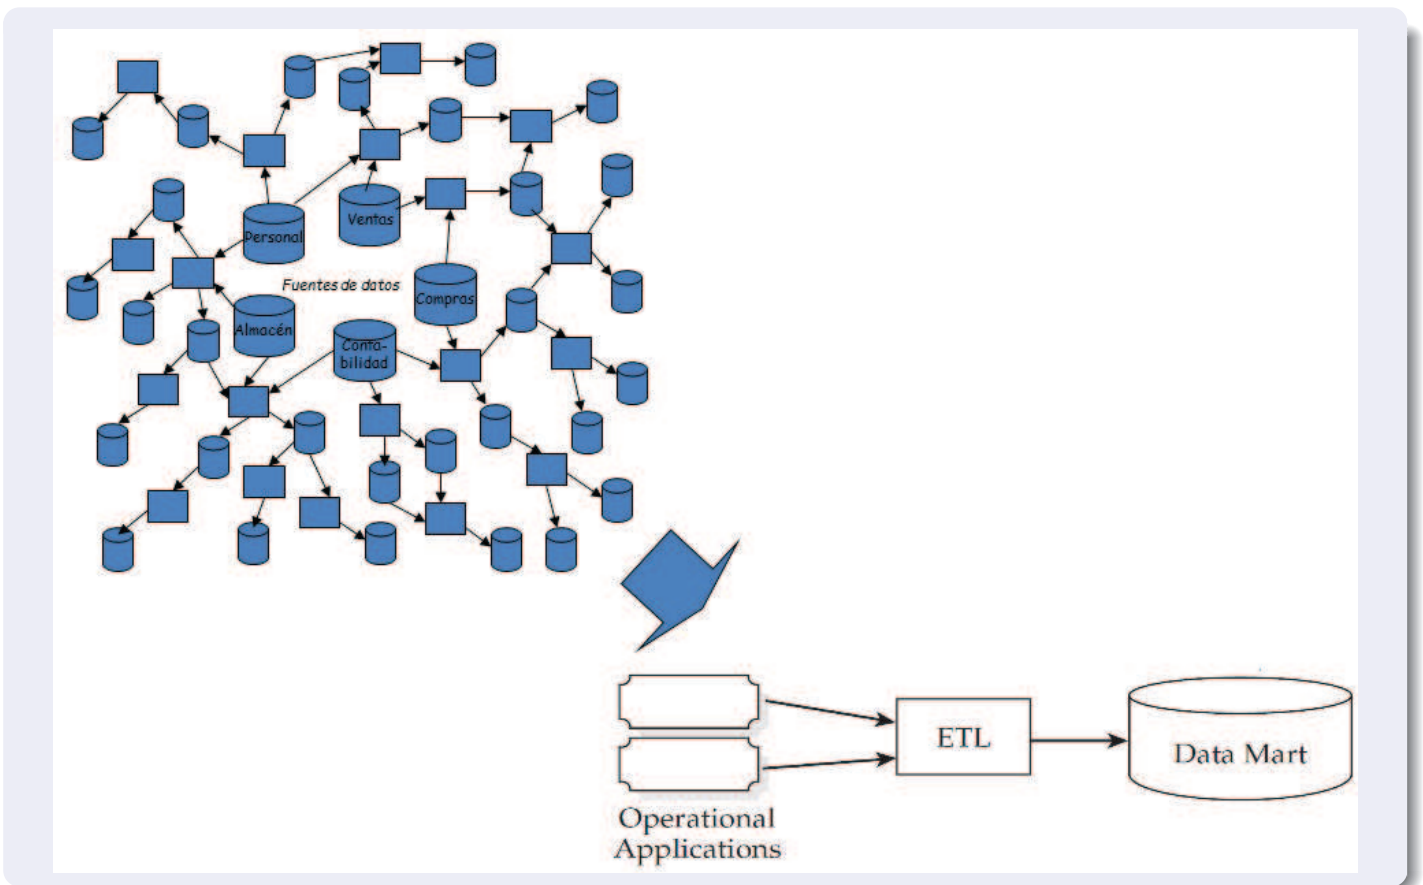 Ventas
Personal
Fuentes de datos
Compras
Almacén
Conta-
bilidad
ETL
Data Mart
Operational
Applications